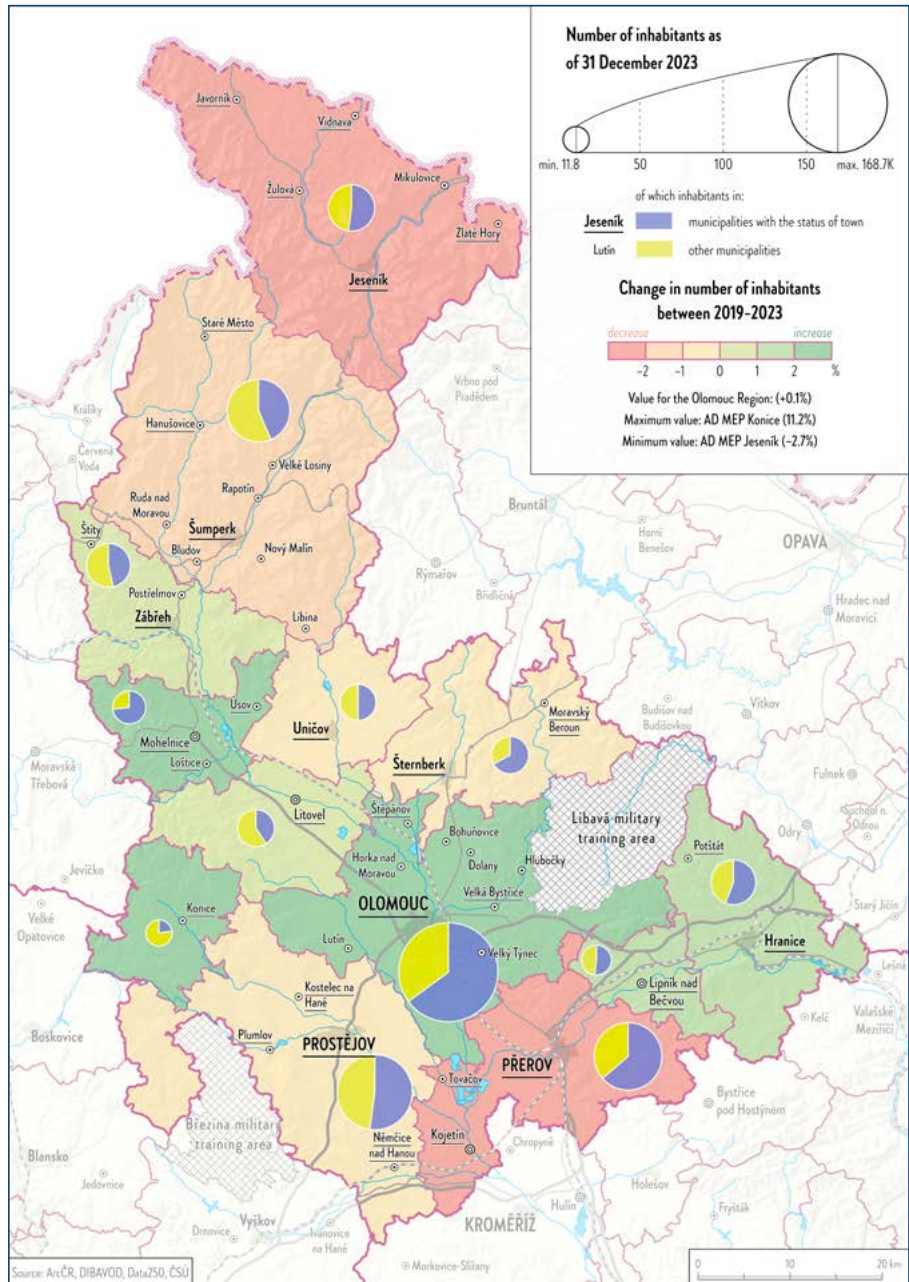 Number of inhabitants as
of 31 December 2023
min. 11.8
50
100
150
max. 168.7K
of which inhabitants in:
Jeseník
municipalities with the status of town
Lutín
other municipalities
Change in number of inhabitants
between 2019–2023
decrease
increase
−2
−1
0
1
2
%
Value for the Olomouc Region: (+0.1%)
Maximum value: AD MEP Konice (11.2%)
Minimum value: AD MEP Jeseník (−2.7%)
Javorník
Vidnava
Žulová
Mikulovice
Zlaté Hory
Jeseník
Staré Město
Vrbno pod
Pradědem
Králíky
Hanušovice
Červená
Voda
Velké Losiny
Rapotín
Ruda nad
Moravou
Bruntál
Šumperk
Štíty
Bludov
Nový Malín
Horní
Benešov
OPAVA
Rýmařov
Břidličná
Postřelmov
Zábřeh
Libina
Hradec nad
Moravicí
Úsov
Uničov
Moravský
Beroun
Budišov nad
Budišovkou
Vítkov
Mohelnice
Loštice
Šternberk
Moravská
Třebová
Fulnek
Litovel
Štěpánov
Bohuňovice
Libavá military
training area
Suchdol n.
Odrou
Odry
Potštát
Dolany
Hlubočky
Horka nad
Moravou
Jevíčko
Velká Bystřice
Velké
Opatovice
Konice
OLOMOUC
Starý Jičín
Lutín
Velký Týnec
Hranice
Lešná
Lipník nad
Bečvou
Kostelec na
Hané
Boskovice
Kelč
Valašské
Meziříčí
Plumlov
PROSTĚJOV
PŘEROV
Tovačov
Bystřice
pod Hostýnem
Březina military
training area
Němčice
nad Hanou
Kojetín
Chropyně
Blansko
Jedovnice
Holešov
Hulín
Fryšták
Vyškov
Drnovice
Ivanovice
na Hané
KROMĚŘÍŽ
Morkovice-Slížany
Source: ArcČR, DIBAVOD, Data250, ČSÚ
0
10
20 km